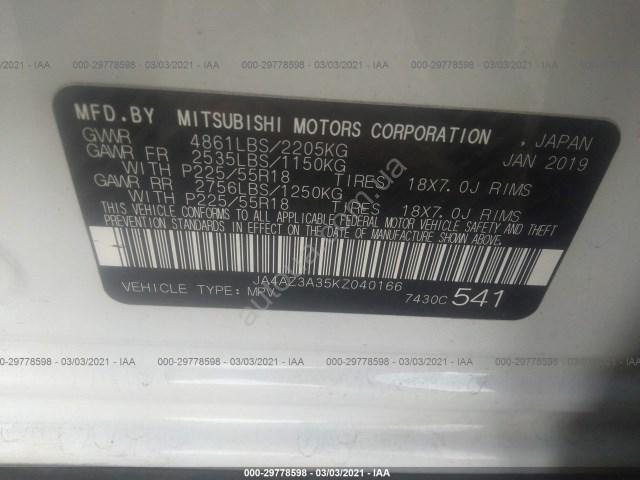 000-29778598 - 03/03/2021 - IAA
MFD.BY MITSUBISHI MOTORS CORPORATION , JAPAN
GVWR 4861LBS/2205KG JAN 2019
GAWR FR 2535LBS/1150KG
WITH P225/55R18 TIRES 18X7.0J RIMS
GAWR RR 2756LBS/1250KG
WITH P225/55R18 TIRES 18X7.0J RIMS
THIS VEHICLE CONFORMS TO ALL APPLICABLE FEDERAL MOTOR VEHICLE SAFETY AND THEFT
PREVENTION STANDARDS IN EFFECT ON THE DATE OF MANUFACTURE SHOWN ABOVE.
JA4AZ3A35KZ040166
VEHICLE TYPE: MPV 7430C 541
000-29778598 - 03/03/2021 - IAA
000-29778598 - 03/03/2021 - IAA